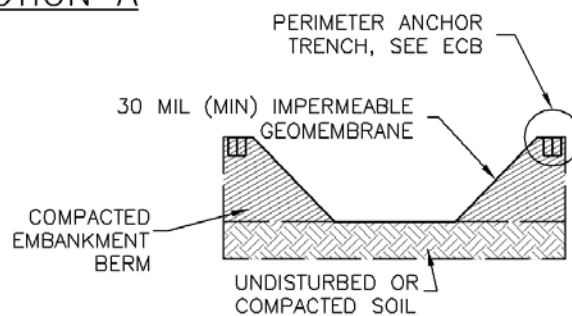 A
PERIMETER ANCHOR
TRENCH, SEE ECB
30 MIL (MIN) IMPERMEABLE
GEOMEMBRANE
COMPACTED
EMBANKMENT
BERM
UNDISTURBED OR
COMPACTED SOIL